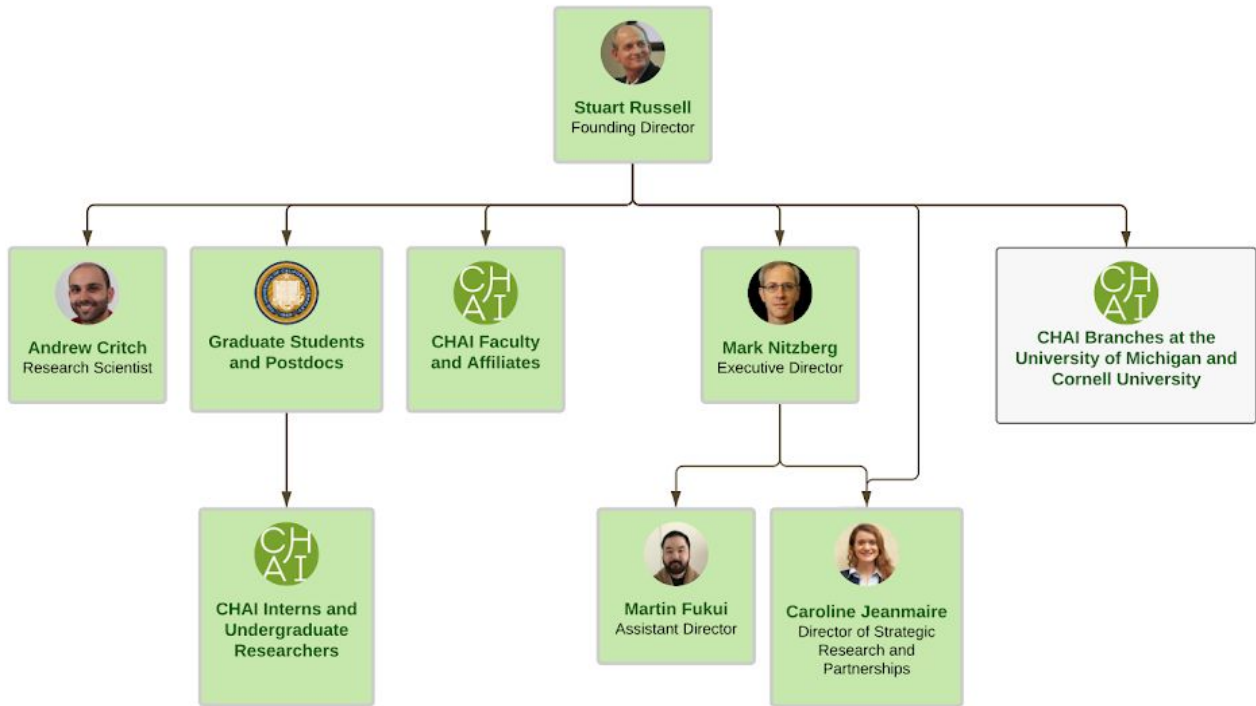 Stuart Russell
Founding Director
Andrew Critch
Research Scientist
Graduate Students
and Postdocs
CH
AI
CHAI Faculty
and Affiliates
Mark Nitzberg
Executive Director
CH
AI
CHAI Branches at the
University of Michigan and
Cornell University
CH
AI
CHAI Interns and
Undergraduate
Researchers
Martin Fukui
Assistant Director
Caroline Jeanmaire
Director of Strategic
Research and
Partnerships